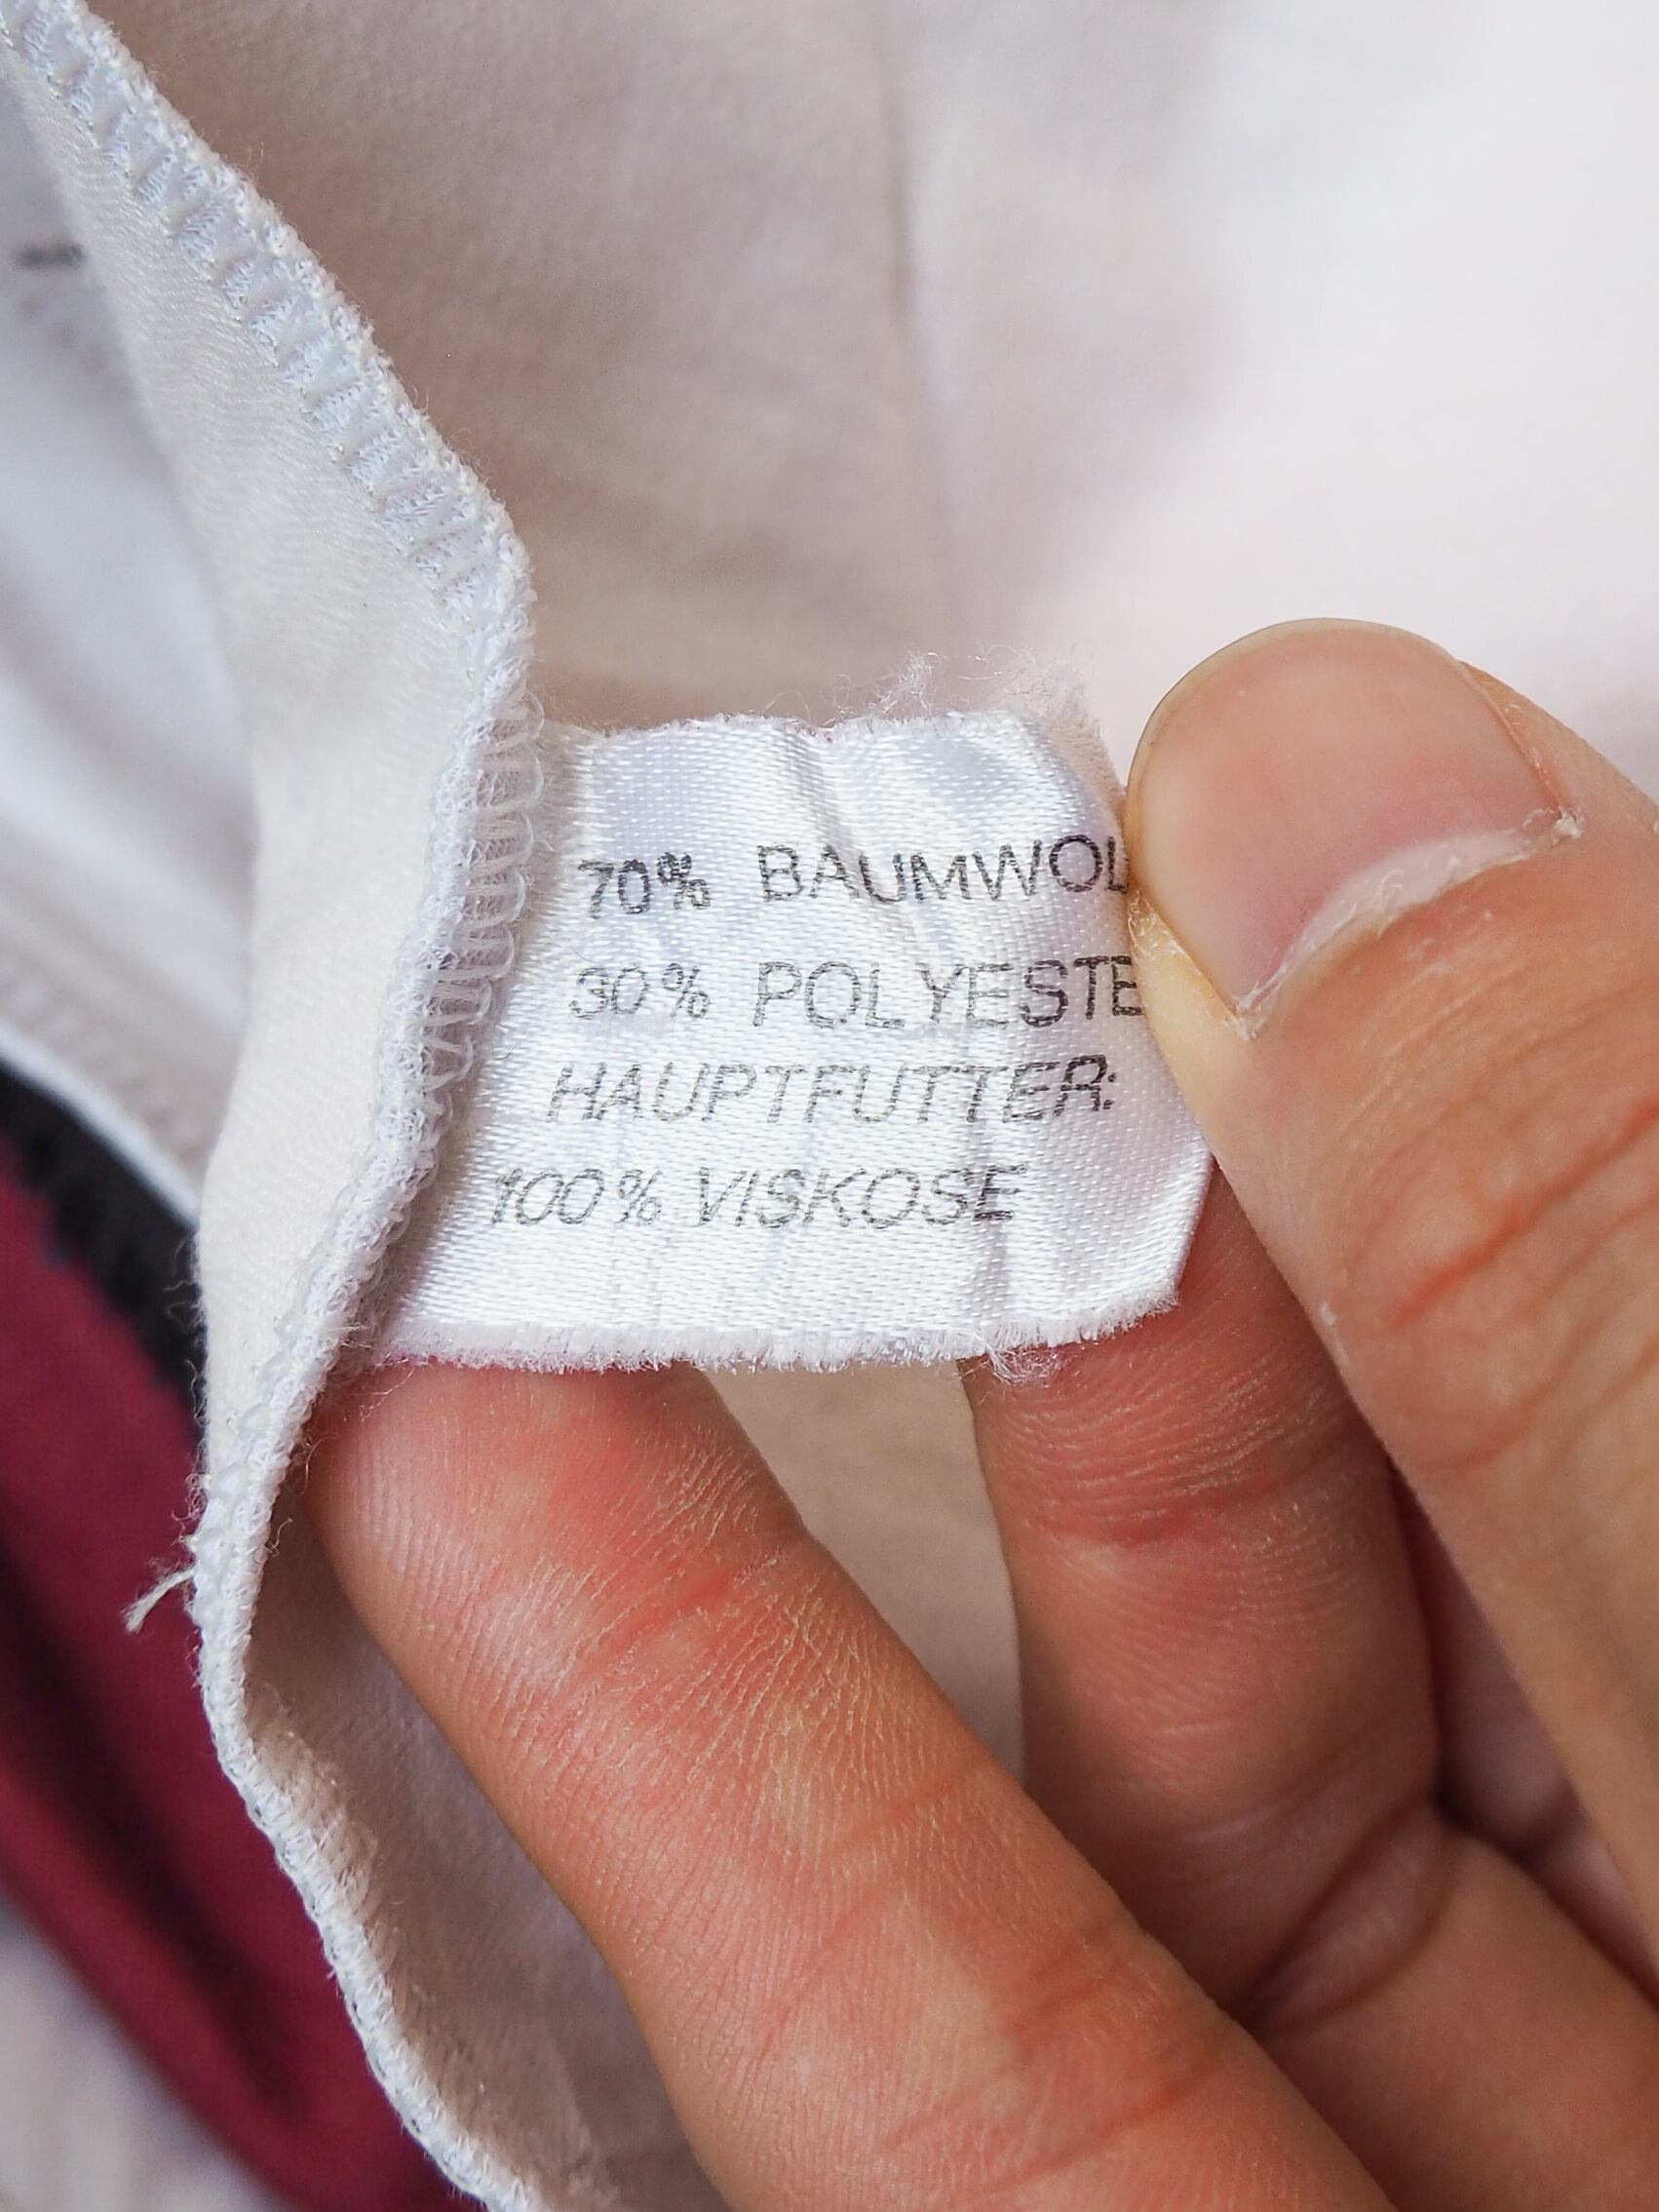 70% BAUMWOL
30% POLYESTE
HAUPTFUTTER:
100% VISKOSE